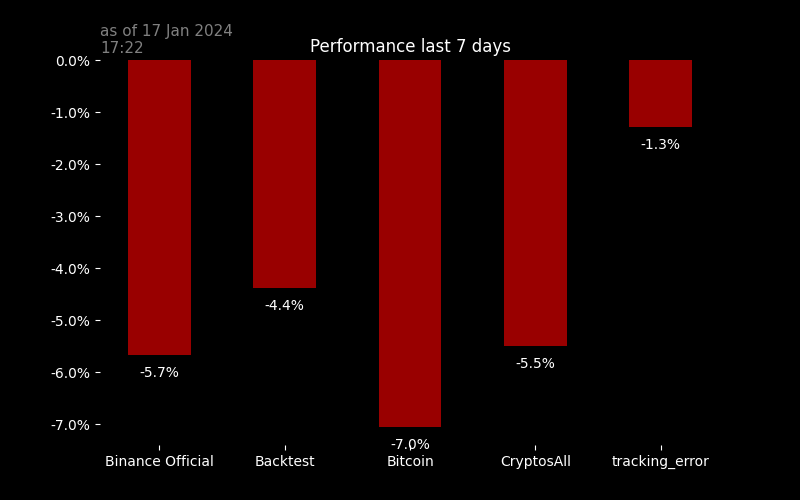 as of 17 Jan 2024
17:22
Performance last 7 days
0.0%
-1.0%
-2.0%
-3.0%
-4.0%
-5.0%
-6.0%
-7.0%
-5.7%
-4.4%
-7.0%
-5.5%
-1.3%
Binance Official
Backtest
Bitcoin
CryptosAll
tracking_error